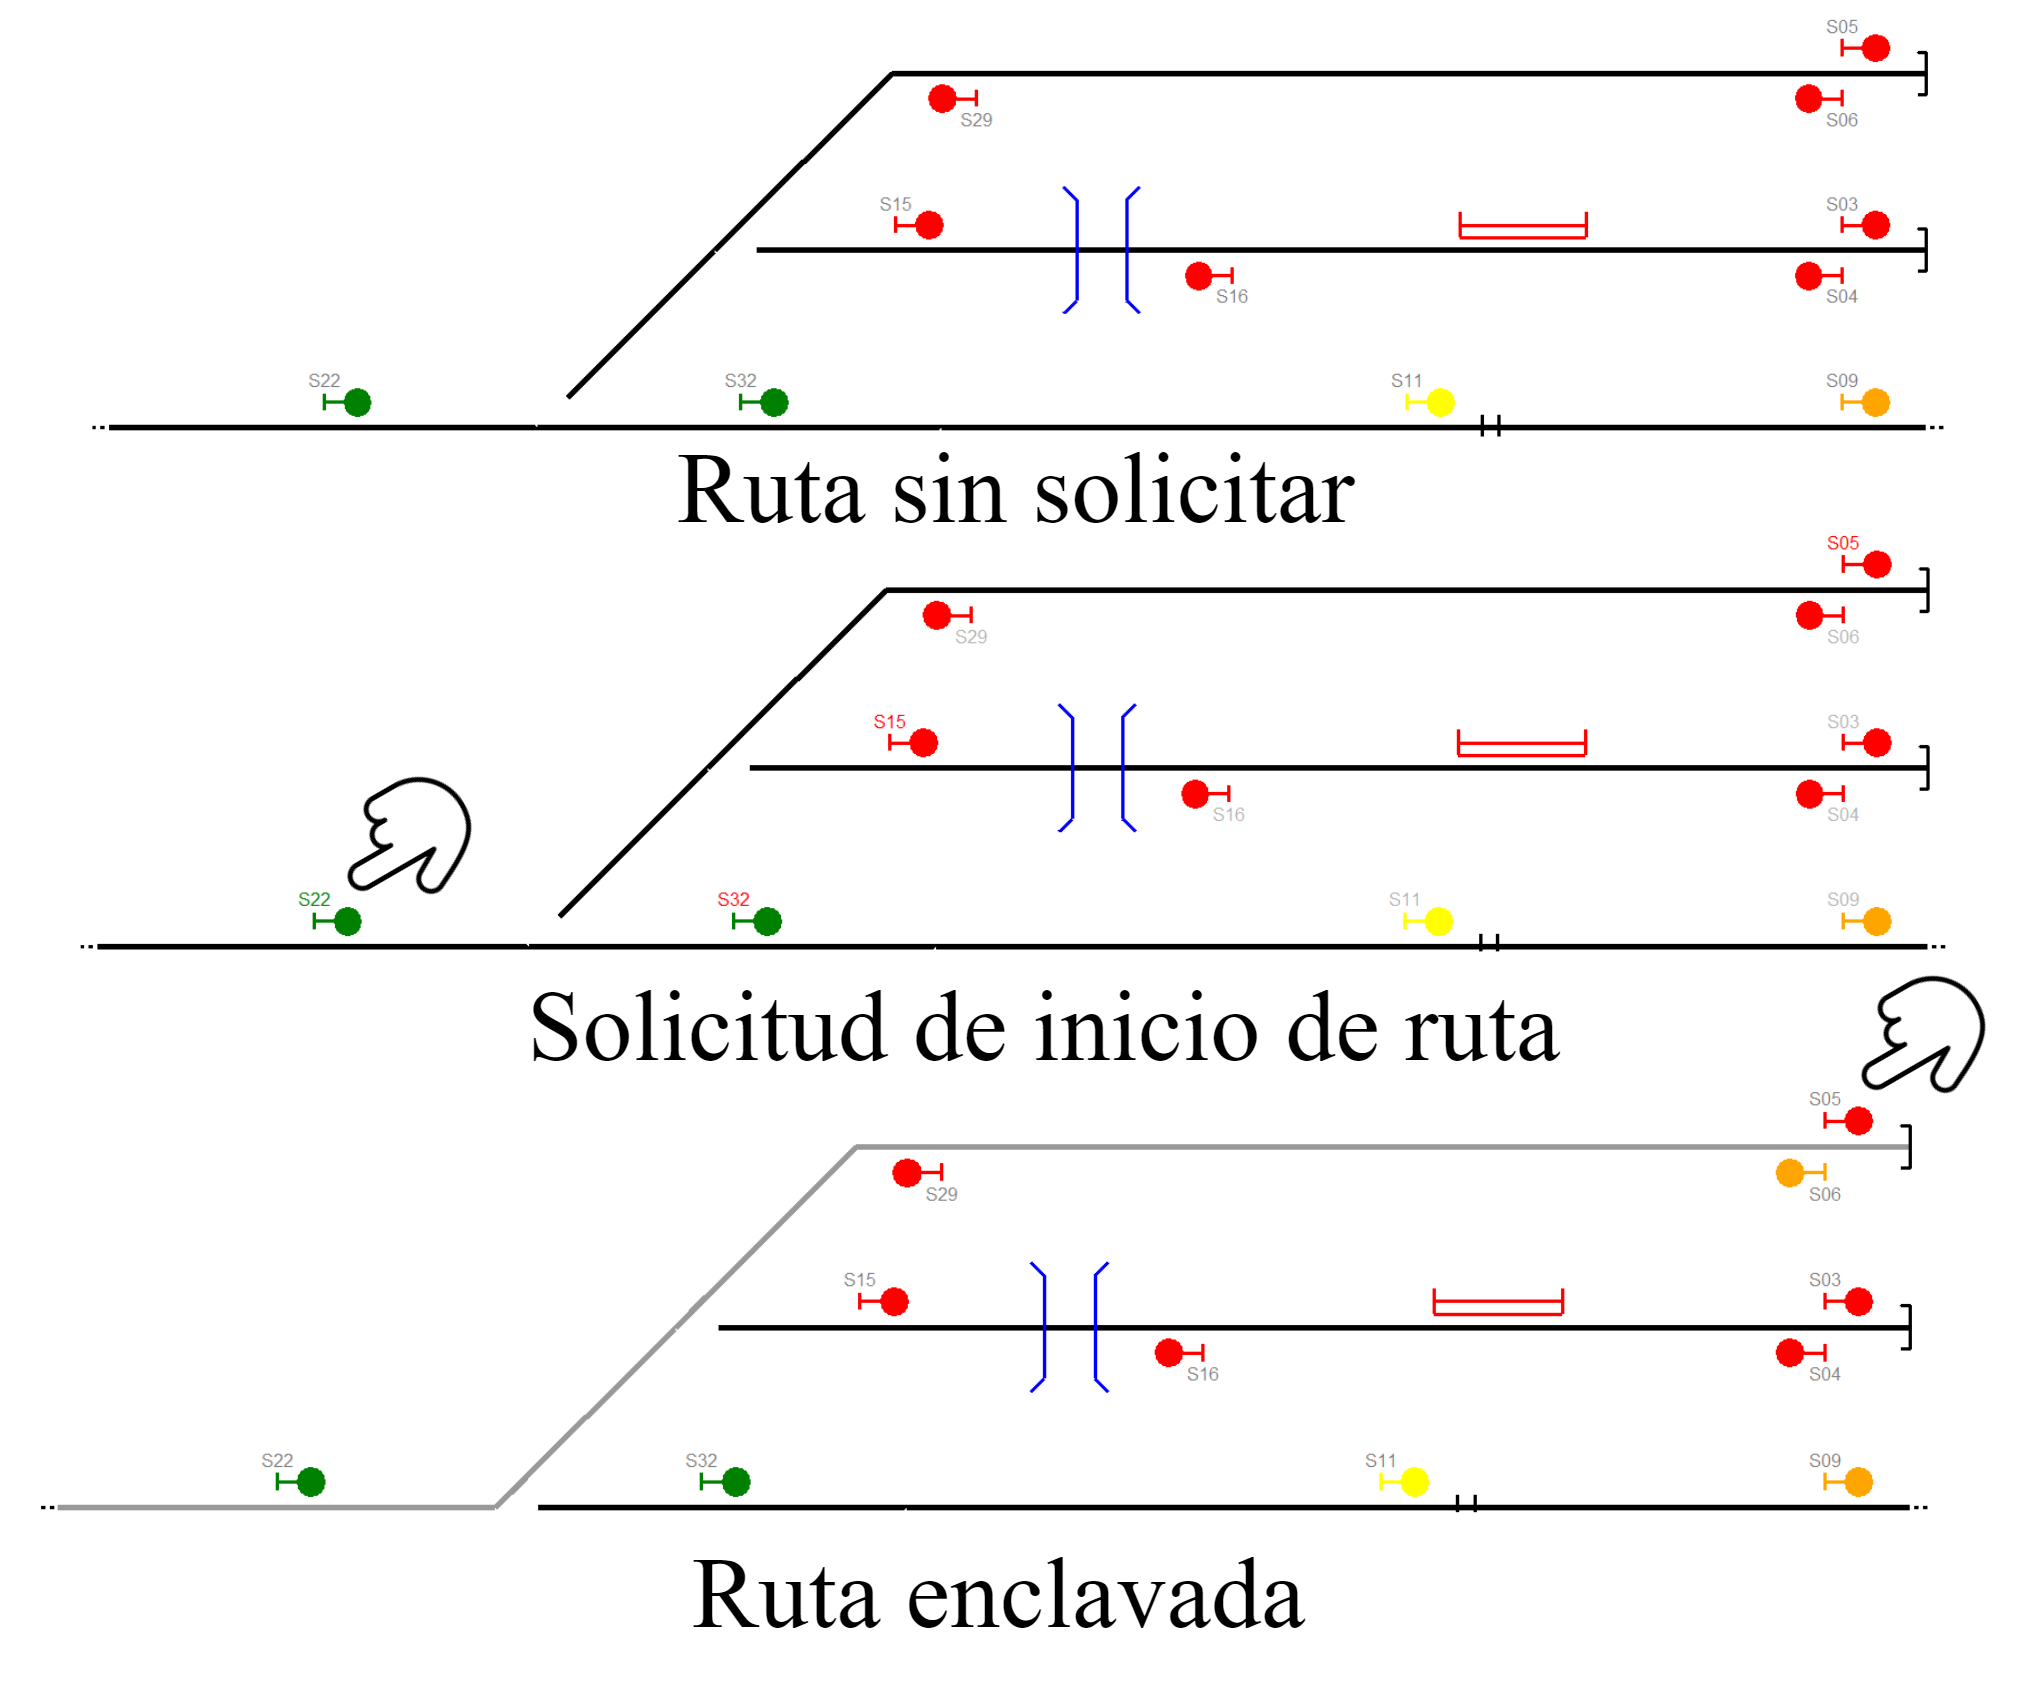 S05
S29
S06
S15
S03
S16
S04
S22
S32
S11
S09
Ruta sin solicitar
S05
S29
S06
S15
S03
S16
S04
S22
S32
S11
S09
Solicitud de inicio de ruta
S05
S29
S06
S15
S03
S16
S04
S22
S32
S11
S09
Ruta enclavada